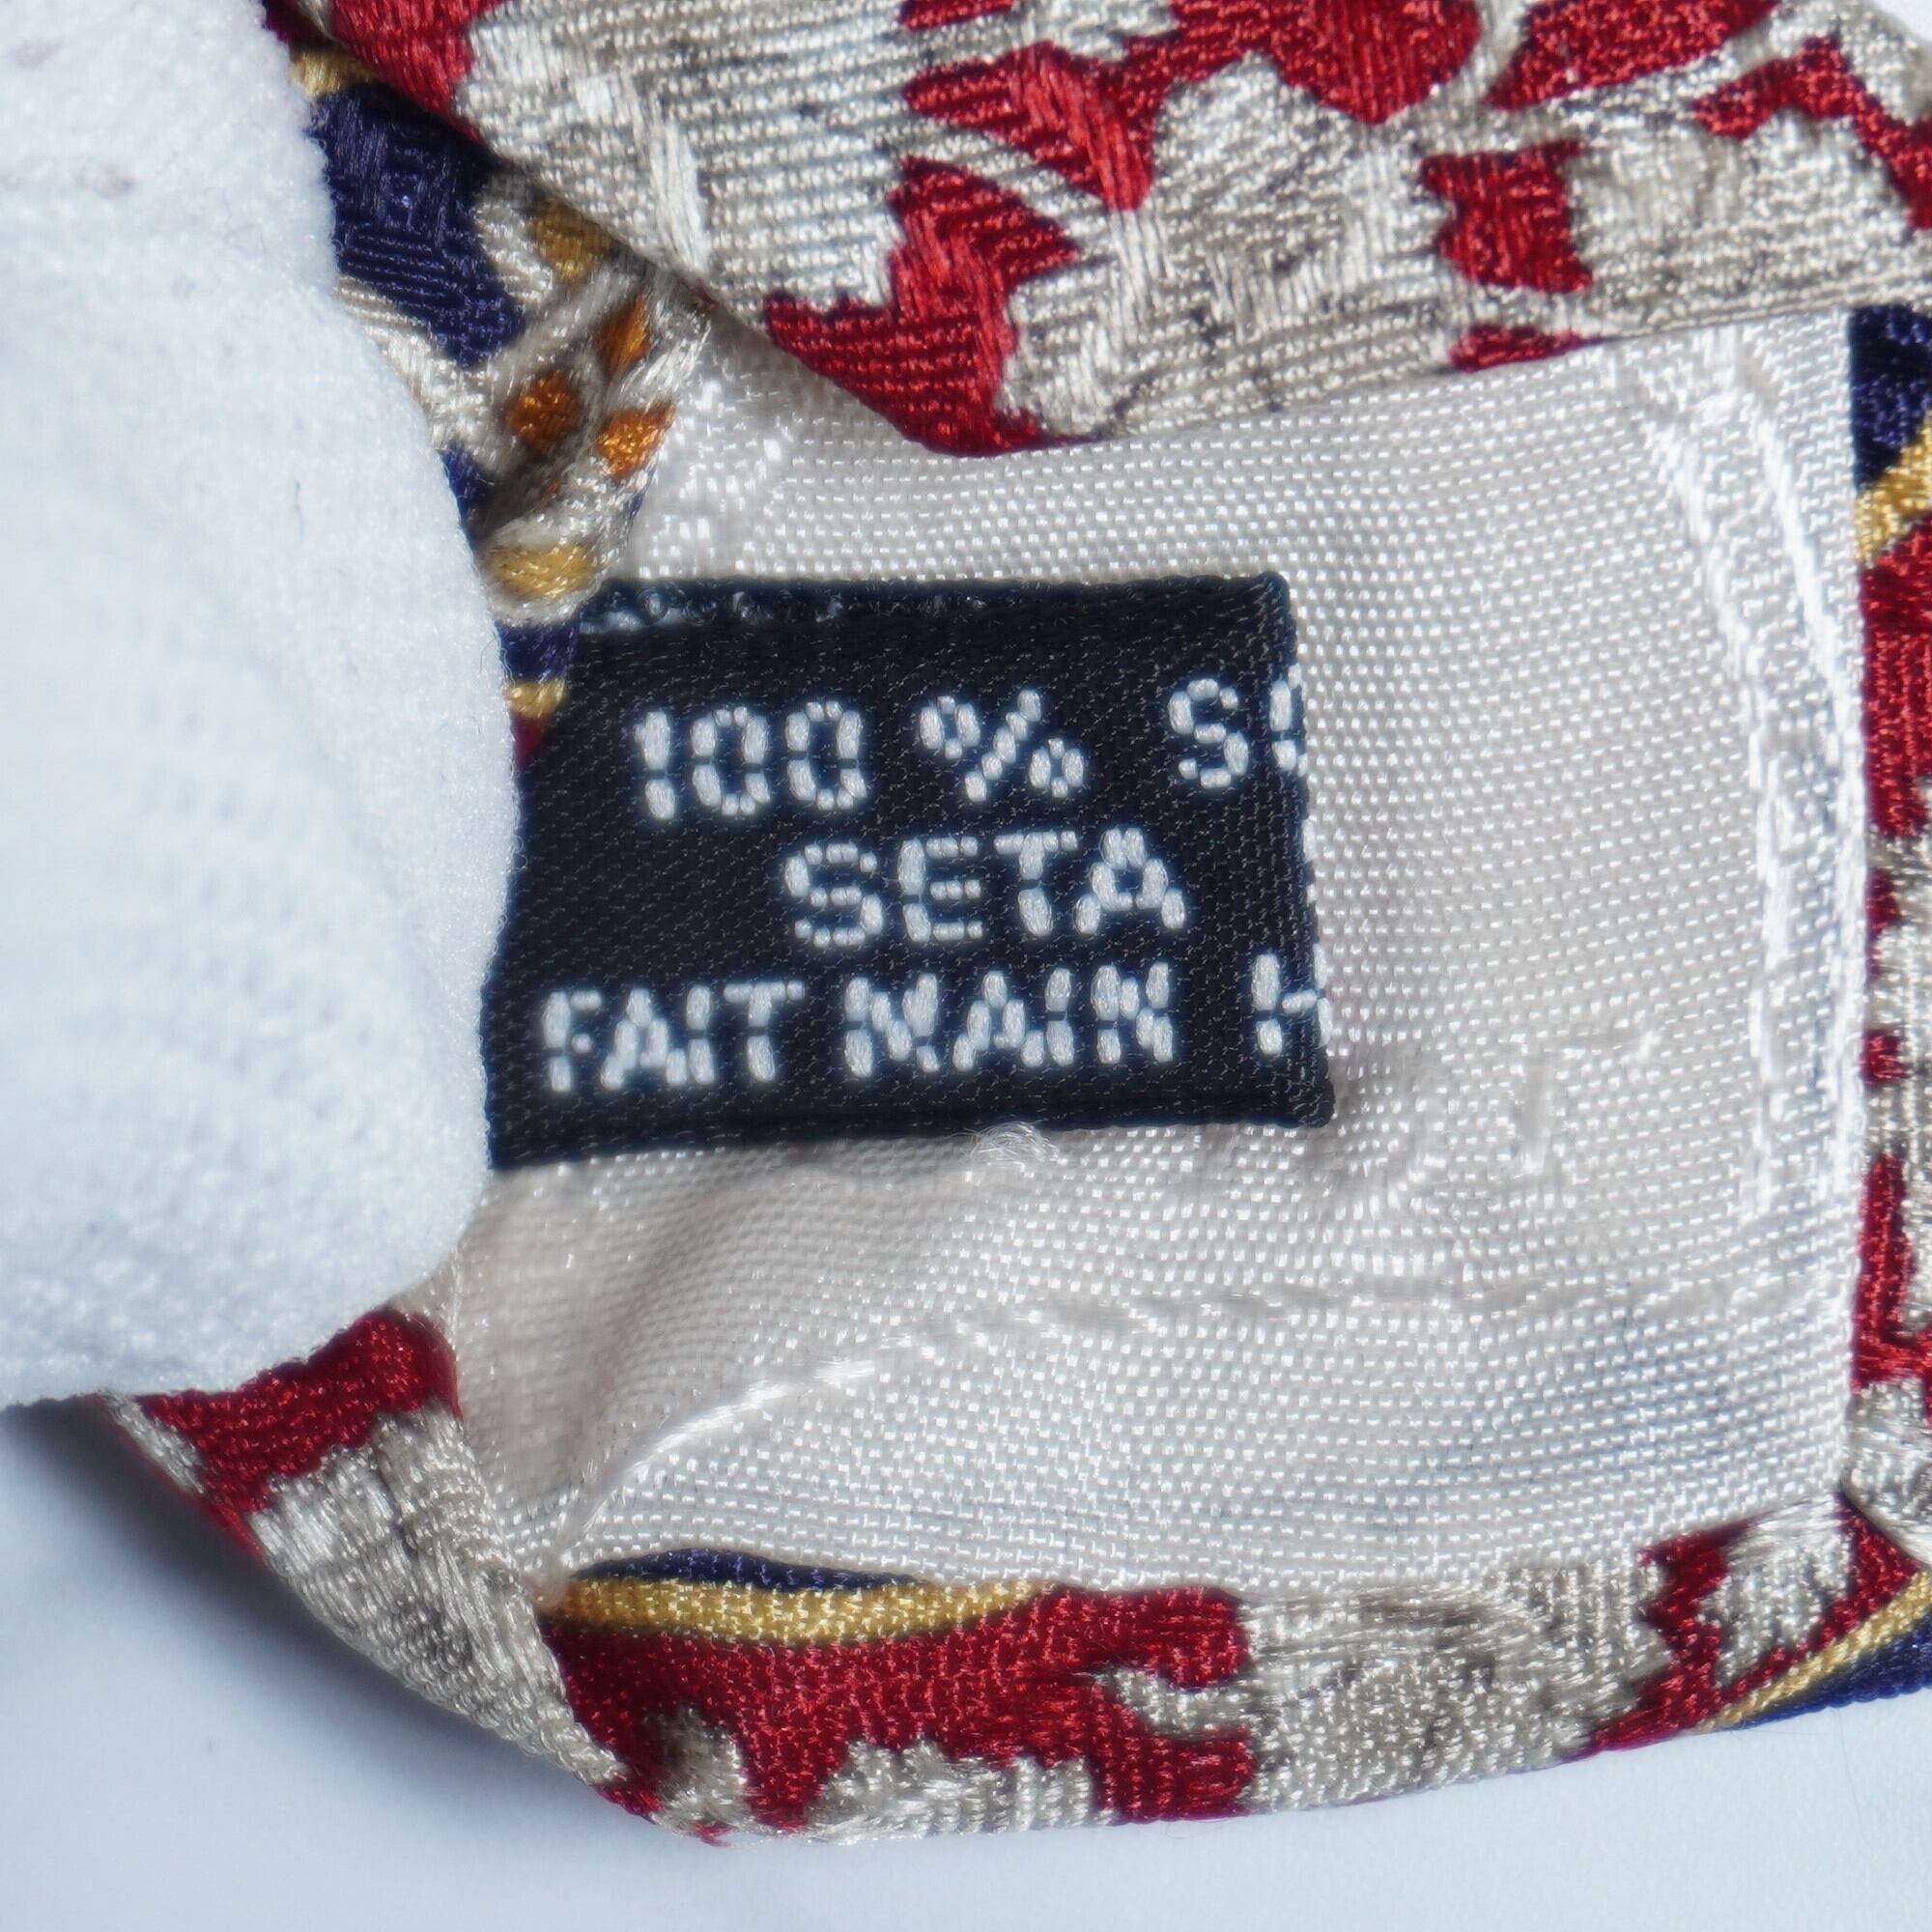 100 % S
SETA
FAIT MAIN H